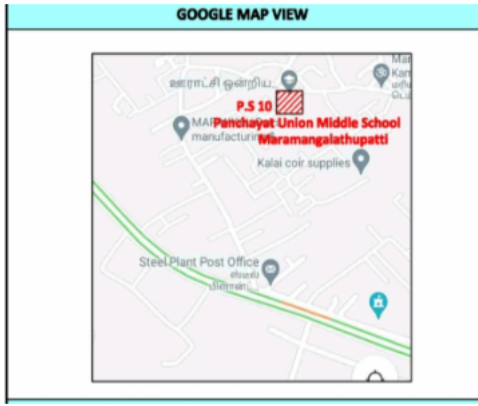 GOOGLE MAP VIEW
ஊராட்சி ஒன்றிய
P.S 10
Panchayat Union Middle School
Maramangalathupatti
manufacturing
Kalai coir supplies
Steel Plant Post Office
ஸ்டீல்